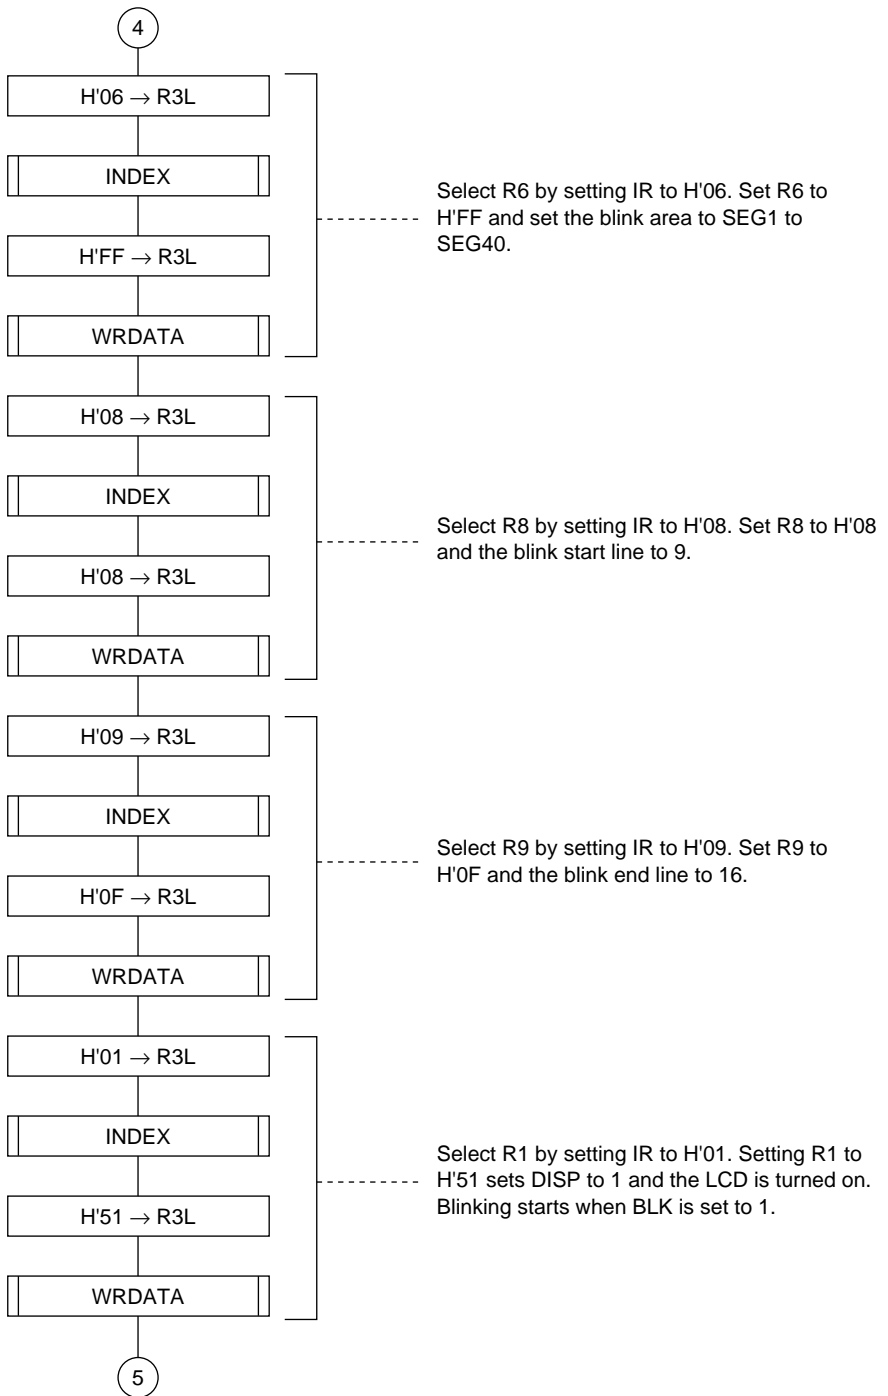 4
H'06 → R3L
INDEX
H'FF → R3L
WRDATA
Select R6 by setting IR to H'06. Set R6 to
H'FF and set the blink area to SEG1 to
SEG40.
H'08 → R3L
INDEX
H'08 → R3L
WRDATA
Select R8 by setting IR to H'08. Set R8 to H'08
and the blink start line to 9.
H'09 → R3L
INDEX
H'0F → R3L
WRDATA
Select R9 by setting IR to H'09. Set R9 to
H'0F and the blink end line to 16.
H'01 → R3L
INDEX
H'51 → R3L
WRDATA
Select R1 by setting IR to H'01. Setting R1 to
H'51 sets DISP to 1 and the LCD is turned on.
Blinking starts when BLK is set to 1.
5